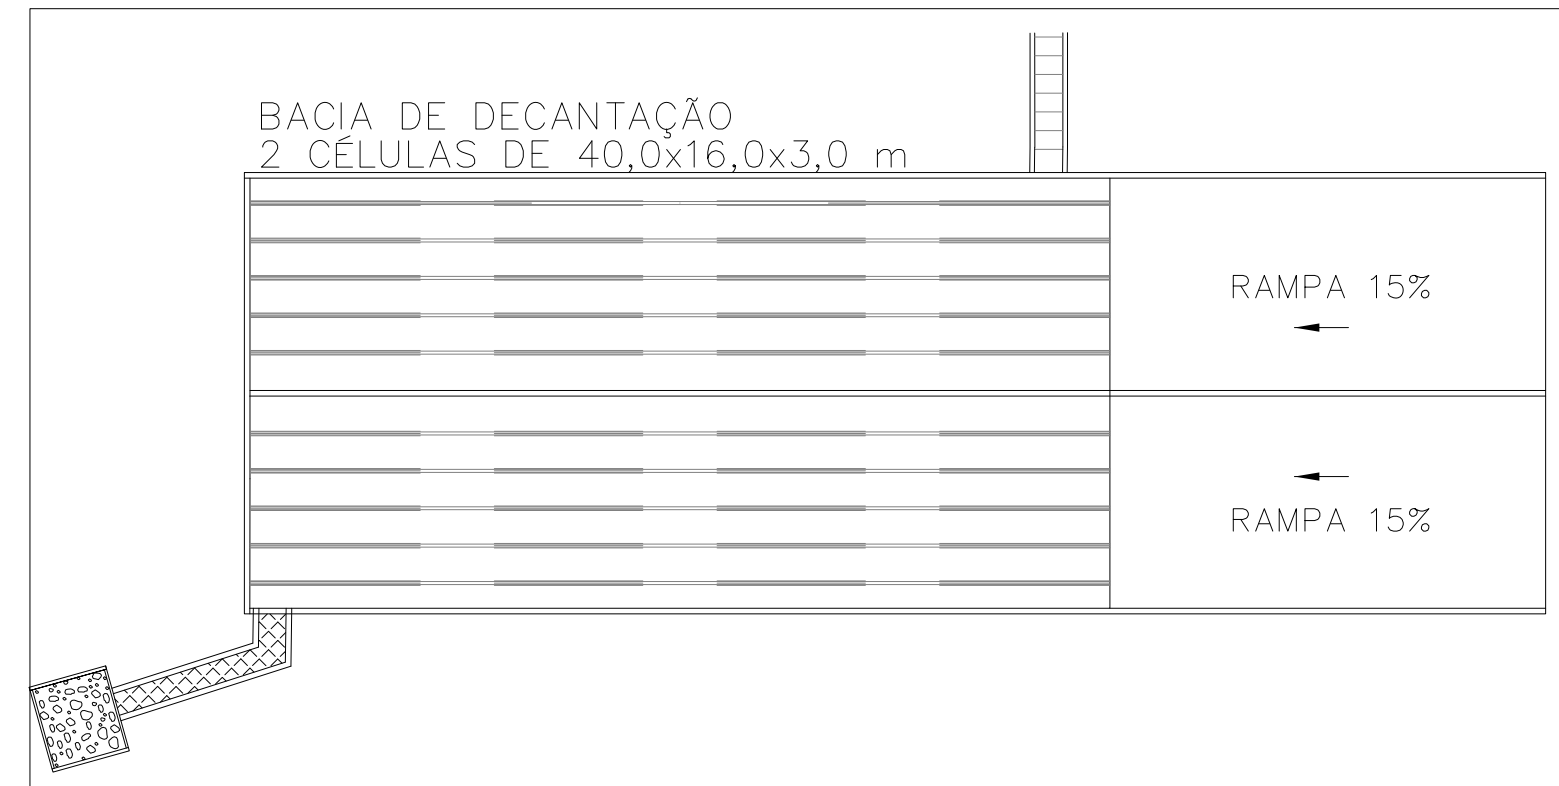 BACIA DE DECANTAÇÃO
2 CÉLULAS DE 40,0x16,0x3,0 m
RAMPA 15%
RAMPA 15%